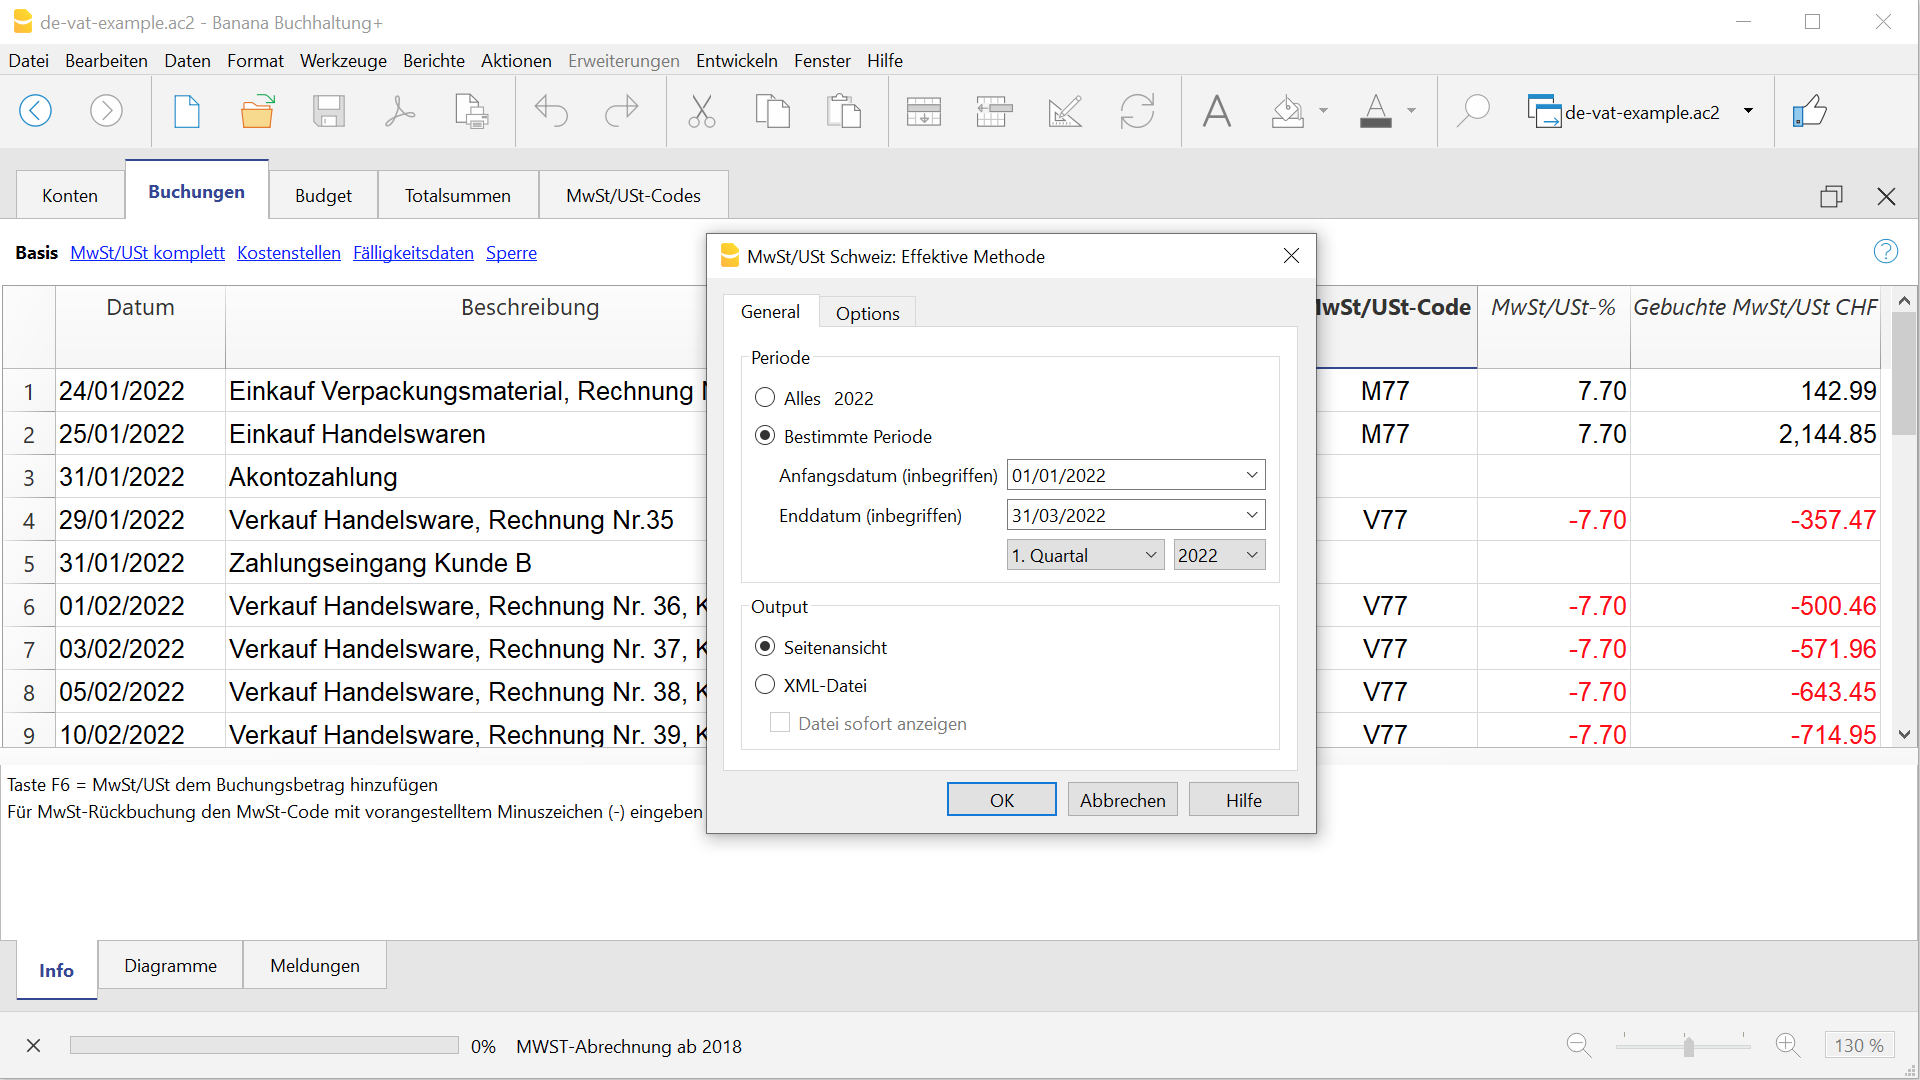 de-vat-example.ac2 - Banana Buchhaltung+
Datei Bearbeiten Daten Format Werkzeuge Berichte Aktionen Erweiterungen Entwickeln Fenster Hilfe
de-vat-example.ac2
Konten Buchungen Budget Totalsummen MwSt/USt-Codes
Basis MwSt/USt komplett Kostenstellen Fälligkeitsdaten Sperre
Datum Beschreibung wSt/USt-Code MwSt/USt-% Gebuchte MwSt/USt CHF
1 24/01/2022 Einkauf Verpackungsmaterial, Rechnung M77 7.70 142.99
2 25/01/2022 Einkauf Handelswaren M77 7.70 2,144.85
3 31/01/2022 Akontozahlung
4 29/01/2022 Verkauf Handelsware, Rechnung Nr.35 V77 -7.70 -357.47
5 31/01/2022 Zahlungseingang Kunde B
6 01/02/2022 Verkauf Handelsware, Rechnung Nr. 36, K V77 -7.70 -500.46
7 03/02/2022 Verkauf Handelsware, Rechnung Nr. 37, K V77 -7.70 -571.96
8 05/02/2022 Verkauf Handelsware, Rechnung Nr. 38, K V77 -7.70 -643.45
9 10/02/2022 Verkauf Handelsware, Rechnung Nr. 39, K V77 -7.70 -714.95
MwSt/USt Schweiz: Effektive Methode
General Options
Periode
Alles 2022
Bestimmte Periode
Anfangsdatum (inbegriffen) 01/01/2022
Enddatum (inbegriffen) 31/03/2022
1. Quartal 2022
Output
Seitenansicht
XML-Datei
Datei sofort anzeigen
OK Abbrechen Hilfe
Taste F6 = MwSt/USt dem Buchungsbetrag hinzufügen
Für MwSt-Rückbuchung den MwSt-Code mit vorangestelltem Minuszeichen (-) eingeben
Info Diagramme Meldungen
0% MWST-Abrechnung ab 2018
130 %